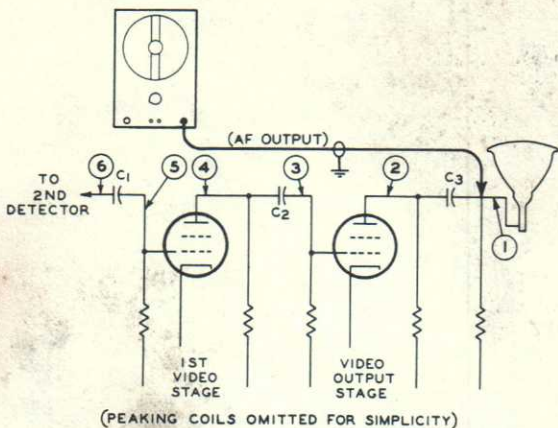 (AF OUTPUT)
6
C1
5
4
3
2
C3
TO
2ND
DETECTOR
C2
1
1ST
VIDEO
STAGE
VIDEO
OUTPUT
STAGE
(PEAKING COILS OMITTED FOR SIMPLICITY)